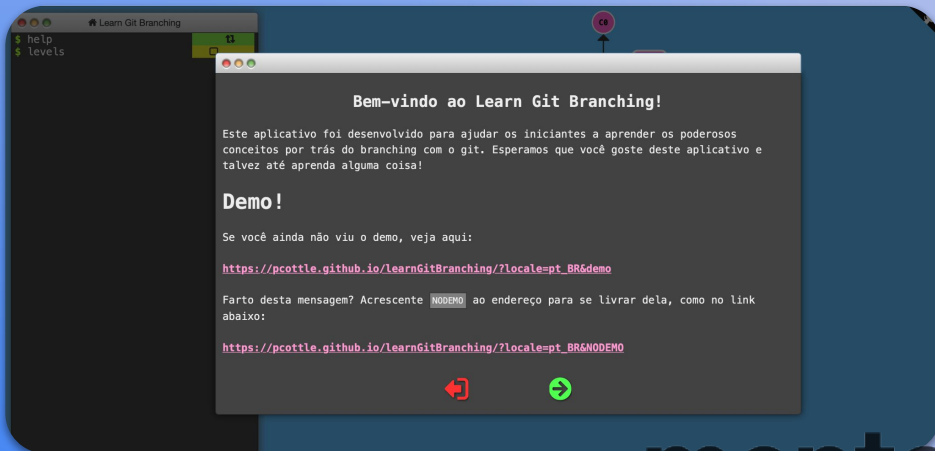 Learn Git Branching
$ help
$ levels
C0
Bem-vindo ao Learn Git Branching!
Este aplicativo foi desenvolvido para ajudar os iniciantes a aprender os poderosos
conceitos por trás do branching com o git. Esperamos que você goste deste aplicativo e
talvez até aprenda alguma coisa!
Demo!
Se você ainda não viu o demo, veja aqui:
https://pcottle.github.io/learnGitBranching/?locale=pt_BR&demo
Farto desta mensagem? Acrescente NODEMO ao endereço para se livrar dela, como no link
abaixo:
https://pcottle.github.io/learnGitBranching/?locale=pt_BR&NODEMO